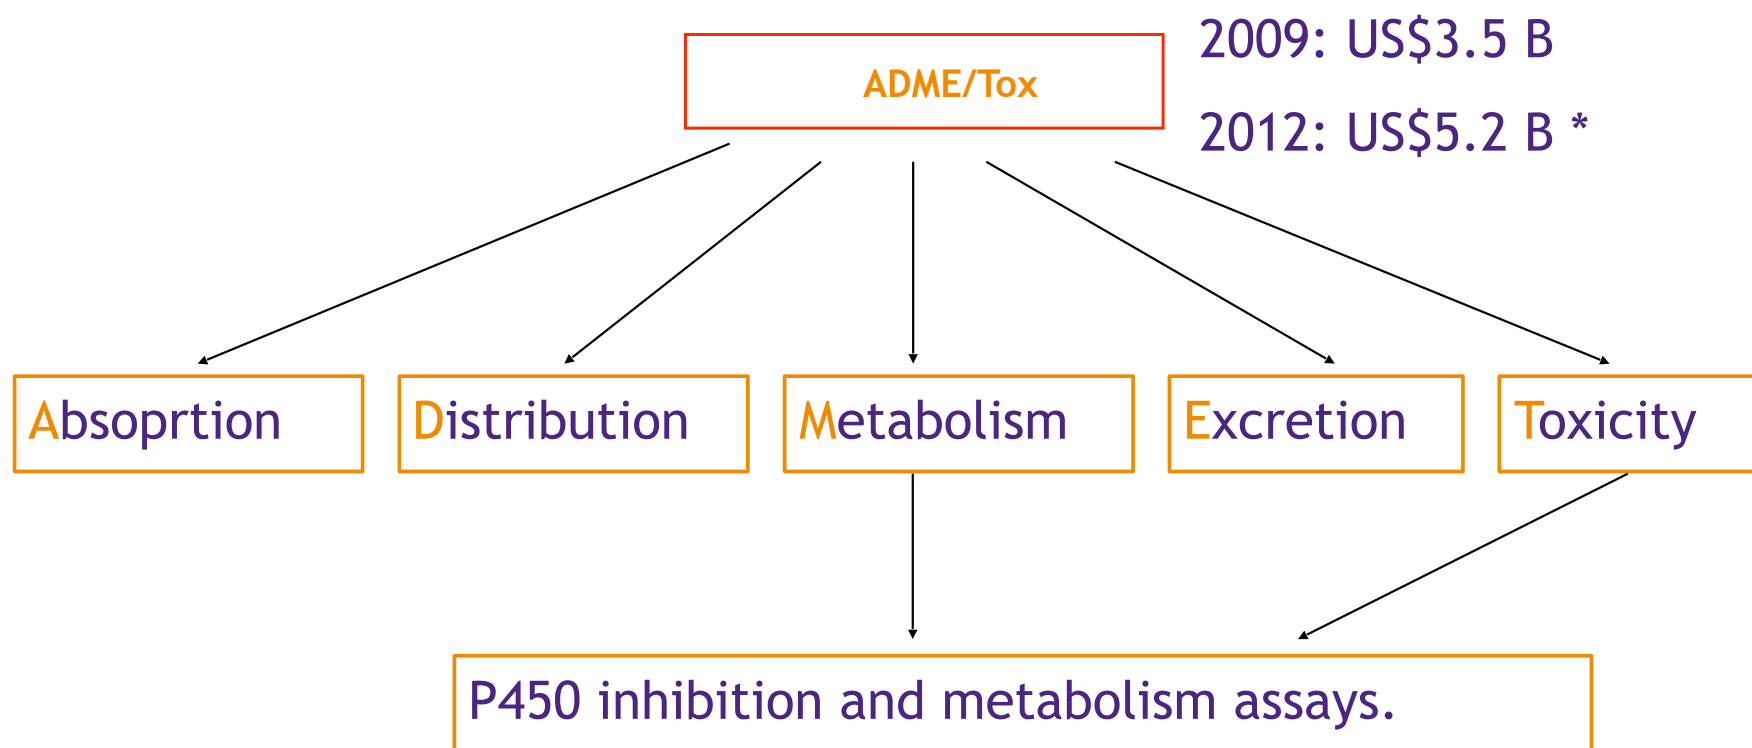 2009: US$3.5 B
ADME/Tox
2012: US$5.2 B *
Absoprtion
Distribution
Metabolism
Excretion
Toxicity
P450 inhibition and metabolism assays.